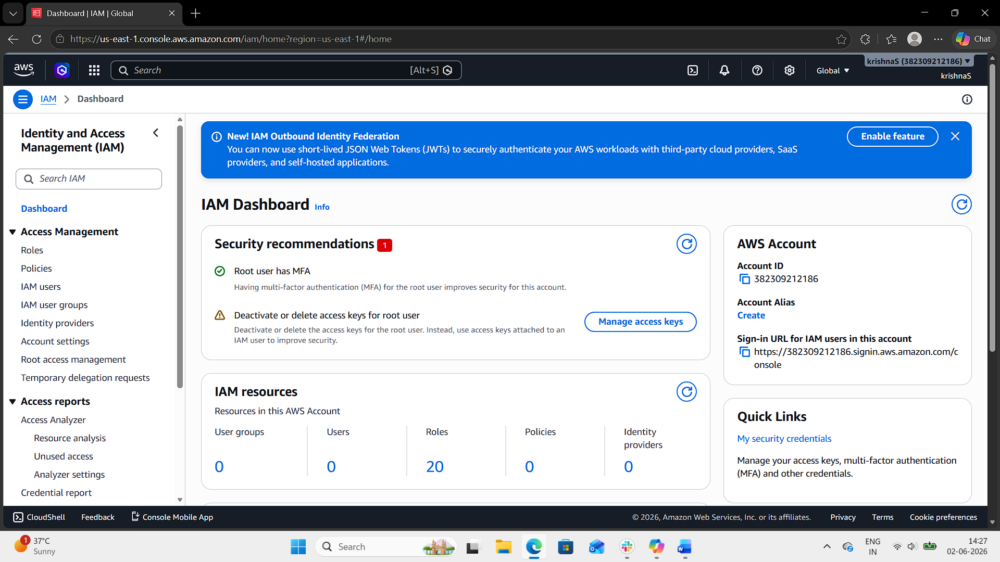 Dashboard | IAM | Global
https://us-east-1.console.aws.amazon.com/iam/home?region=us-east-1#/home
Chat
aws
Search
[Alt+S]
Global
krishnaS (382309212186)
krishnaS
IAM
Dashboard
Identity and Access
Management (IAM)
Search IAM
Dashboard
Access Management
Roles
Policies
IAM users
IAM user groups
Identity providers
Account settings
Root access management
Temporary delegation requests
Access reports
Access Analyzer
Resource analysis
Unused access
Analyzer settings
Credential report
New! IAM Outbound Identity Federation
You can now use short-lived JSON Web Tokens (JWTs) to securely authenticate your AWS workloads with third-party cloud providers, SaaS
providers, and self-hosted applications.
Enable feature
IAM Dashboard Info
Security recommendations 1
Root user has MFA
Having multi-factor authentication (MFA) for the root user improves security for this account.
Deactivate or delete access keys for root user
Deactivate or delete the access keys for the root user. Instead, use access keys attached to an
IAM user to improve security.
Manage access keys
IAM resources
Resources in this AWS Account
User groups
0
Users
0
Roles
20
Policies
0
Identity
providers
0
AWS Account
Account ID
382309212186
Account Alias
Create
Sign-in URL for IAM users in this account
https://382309212186.signin.aws.amazon.com/c
onsole
Quick Links
My security credentials
Manage your access keys, multi-factor authentication
(MFA) and other credentials.
CloudShell
Feedback
Console Mobile App
© 2026, Amazon Web Services, Inc. or its affiliates.
Privacy
Terms
Cookie preferences
1
37°C
Sunny
Search
ENG
IN
14:27
02-06-2026